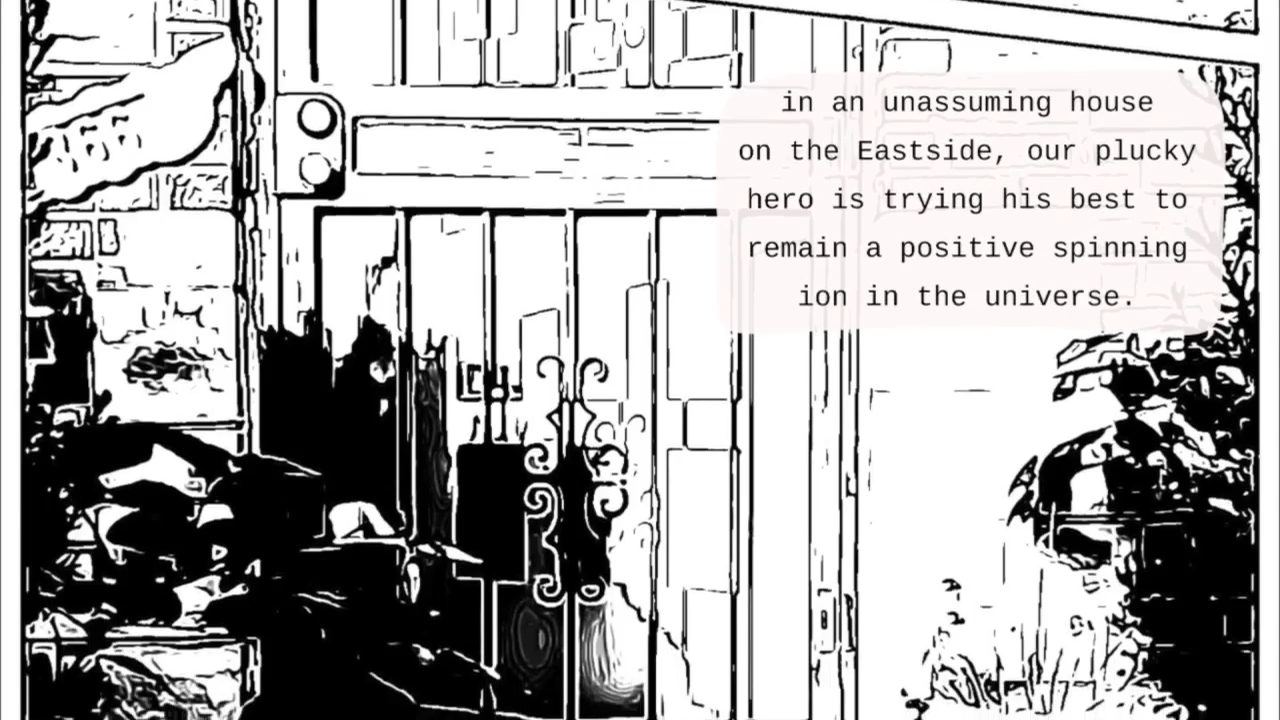 in an unassuming house
on the Eastside, our plucky
hero is trying his best to
remain a positive spinning
ion in the universe.